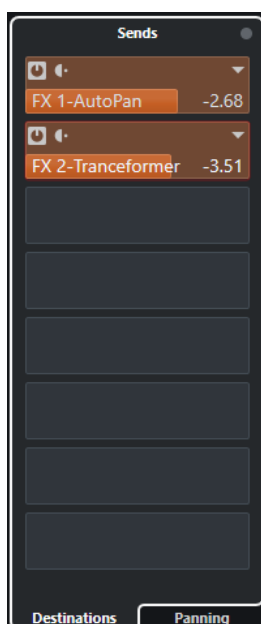 Sends
FX 1-AutoPan -2.68
FX 2-Tranceformer -3.51
Destinations Panning